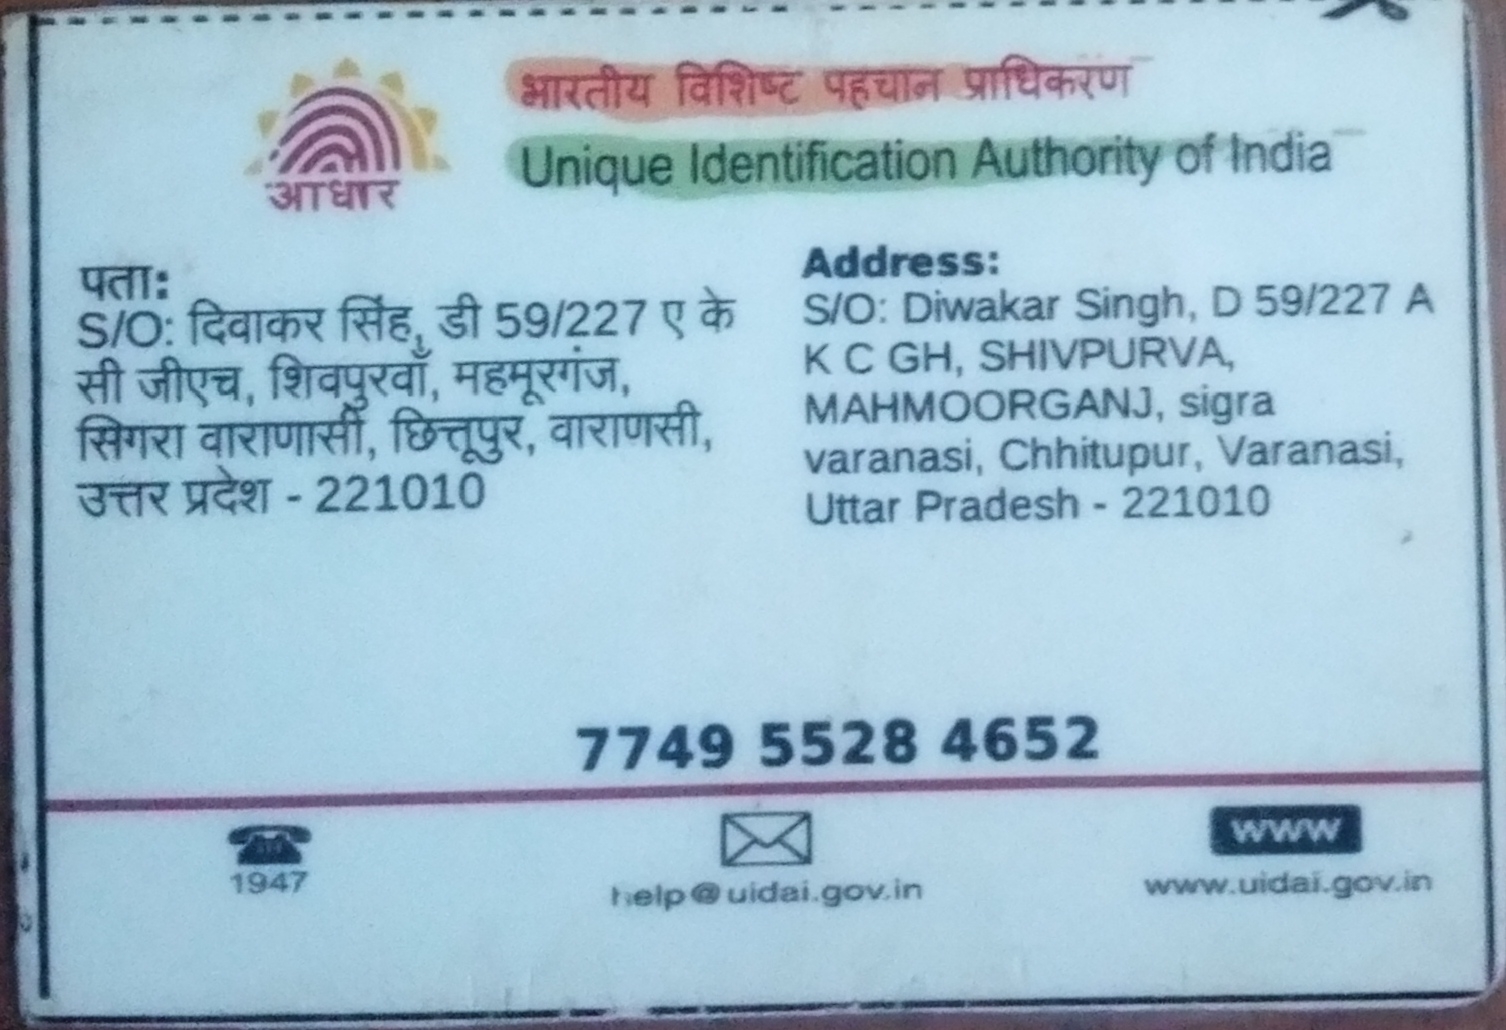 आधार
भारतीय विशिष्ट पहचान प्राधिकरण
Unique Identification Authority of India
पता:
S/O: दिवाकर सिंह, डी 59/227 ए के
सी जीएच, शिवपुरवाँ, महमूरगंज,
सिगरा वाराणासी, छित्तूपुर, वाराणसी,
उत्तर प्रदेश - 221010
Address:
S/O: Diwakar Singh, D 59/227 A
K C GH, SHIVPURVA,
MAHMOORGANJ, sigra
varanasi, Chhitupur, Varanasi,
Uttar Pradesh - 221010
7749 5528 4652
1947
help@uidai.gov.in
www
www.uidai.gov.in